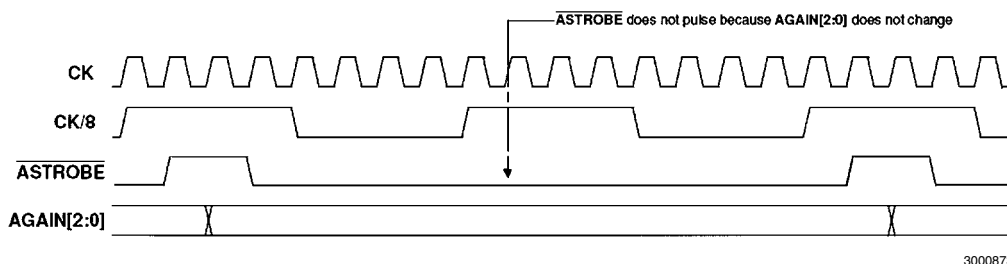 ASTROBE does not pulse because AGAIN[2:0] does not change
CK
CK/8
ASTROBE
AGAIN[2:0]
300087